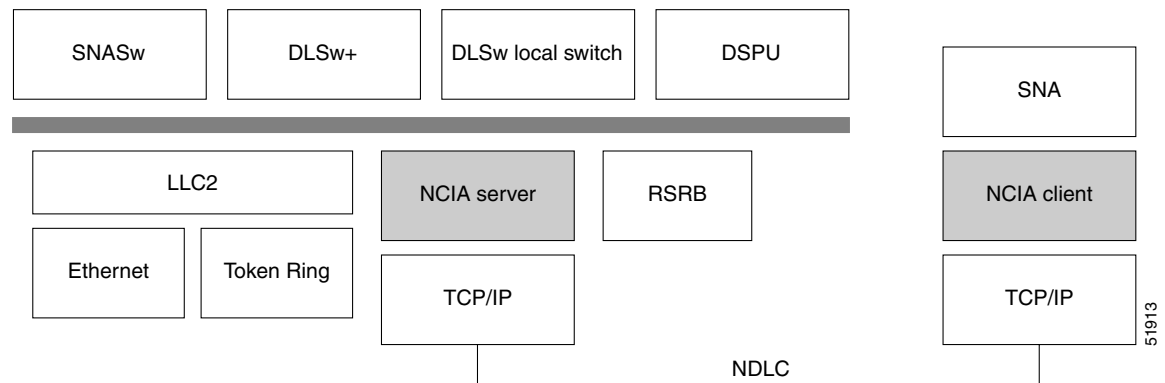 SNASw
DLSw+
DLSw local switch
DSPU
SNA
LLC2
NCIA server
RSRB
NCIA client
Ethernet
Token Ring
TCP/IP
TCP/IP
51913
NDLC